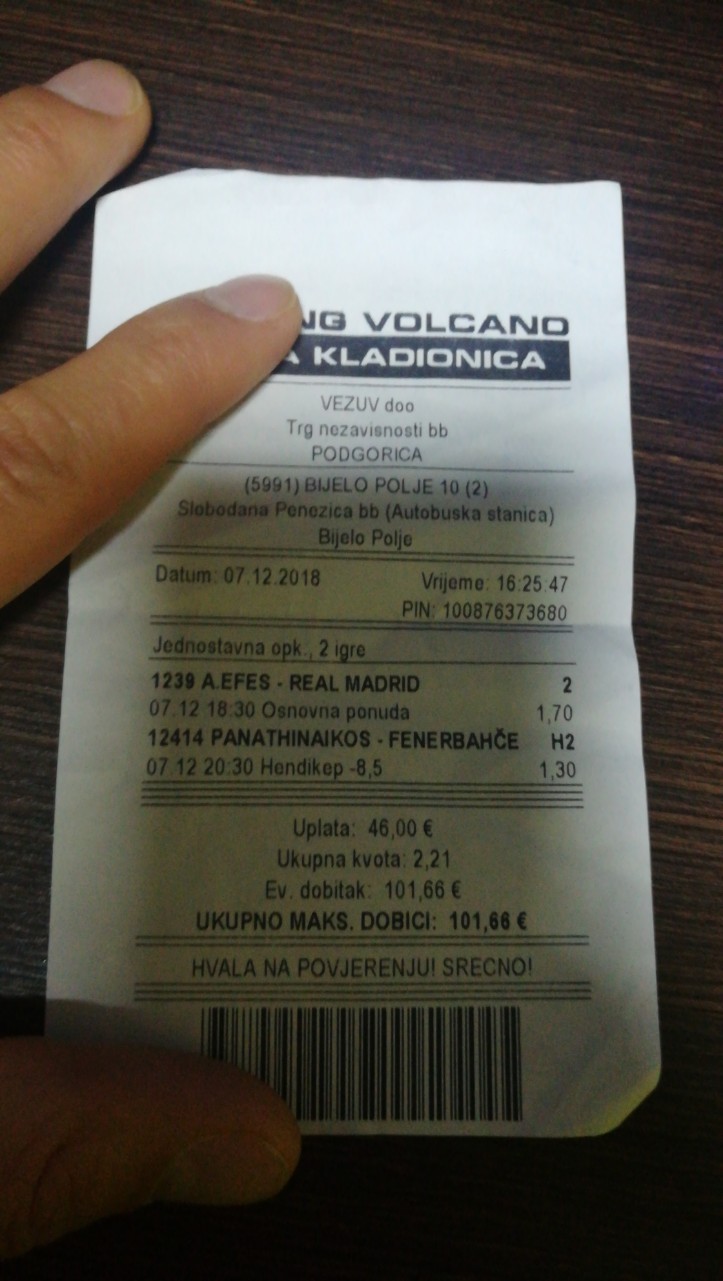 VOLCANO
KLADIONICA
VEZUV doo
Trg nezavisnosti bb
PODGORICA
(5991) BIJELO POLJE 10 (2)
Slobodana Penezica bb (Autobuska stanica)
Bijelo Polje
Datum: 07.12.2018 Vrijeme: 16:25:47
PIN: 100876373680
Jednostavna opk., 2 igre
1239 A.EFES - REAL MADRID 2
07.12 18:30 Osnovna ponuda 1,70
12414 PANATHINAIKOS - FENERBAHČE H2
07.12 20:30 Hendikep -8,5 1,30
Uplata: 46,00 €
Ukupna kvota: 2,21
Ev. dobitak: 101,66 €
UKUPNO MAKS. DOBICI: 101,66 €
HVALA NA POVJERENJU! SRECNO!